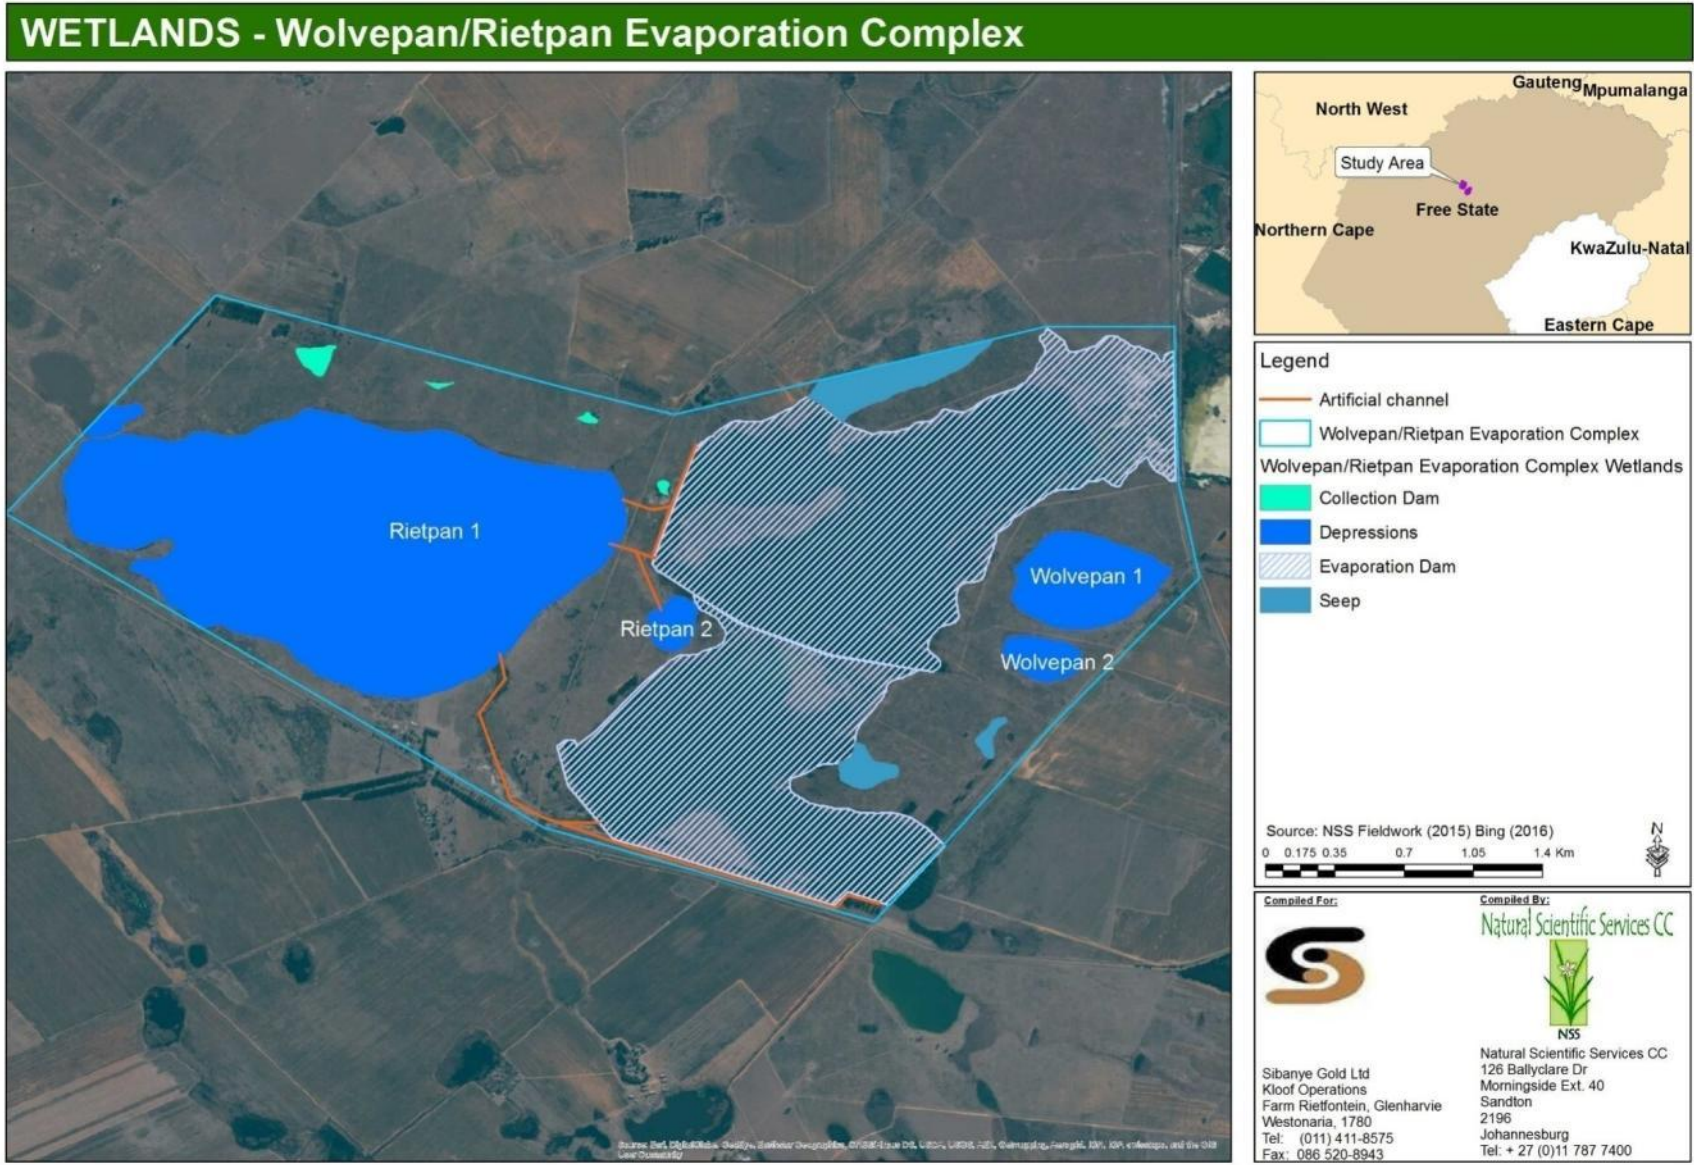 WETLANDS - Wolvepan/Rietpan Evaporation Complex
Rietpan 1
Rietpan 2
Wolvepan 1
Wolvepan 2
Gauteng
Mpumalanga
North West
Study Area
Free State
Northern Cape
KwaZulu-Natal
Eastern Cape
Legend
Artificial channel
Wolvepan/Rietpan Evaporation Complex
Wolvepan/Rietpan Evaporation Complex Wetlands
Collection Dam
Depressions
Evaporation Dam
Seep
Source: NSS Fieldwork (2015) Bing (2016)
N
0 0.175 0.35 0.7 1.05 1.4 Km
Compiled For:
Sibanye Gold Ltd
Kloof Operations
Farm Rietfontein, Glenharvie
Westonaria, 1780
Tel: (011) 411-8575
Fax: 086 520-8943
Compiled By:
Natural Scientific Services CC
NSS
Natural Scientific Services CC
126 Ballyclare Dr
Morningside Ext. 40
Sandton
2196
Johannesburg
Tel: + 27 (0)11 787 7400